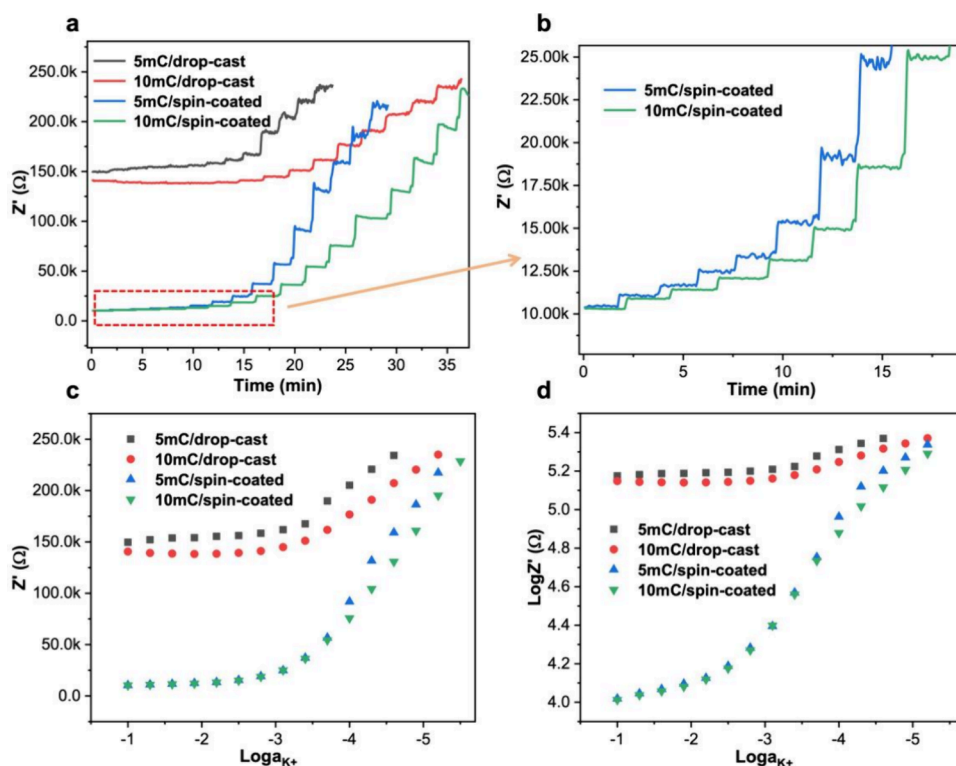 a
5mC/drop-cast
10mC/drop-cast
5mC/spin-coated
10mC/spin-coated
250.0k
200.0k
150.0k
100.0k
50.0k
0.0
Z' (Ω)
0 5 10 15 20 25 30 35
Time (min)
b
5mC/spin-coated
10mC/spin-coated
25.00k
22.50k
20.00k
17.50k
15.00k
12.50k
10.00k
Z' (Ω)
0 5 10 15
Time (min)
c
5mC/drop-cast
10mC/drop-cast
5mC/spin-coated
10mC/spin-coated
250.0k
200.0k
150.0k
100.0k
50.0k
0.0
Z' (Ω)
-1 -2 -3 -4 -5
Loga_K+
d
5.4
5.2
5.0
4.8
4.6
4.4
4.2
4.0
LogZ' (Ω)
5mC/drop-cast
10mC/drop-cast
5mC/spin-coated
10mC/spin-coated
-1 -2 -3 -4 -5
Loga_K+